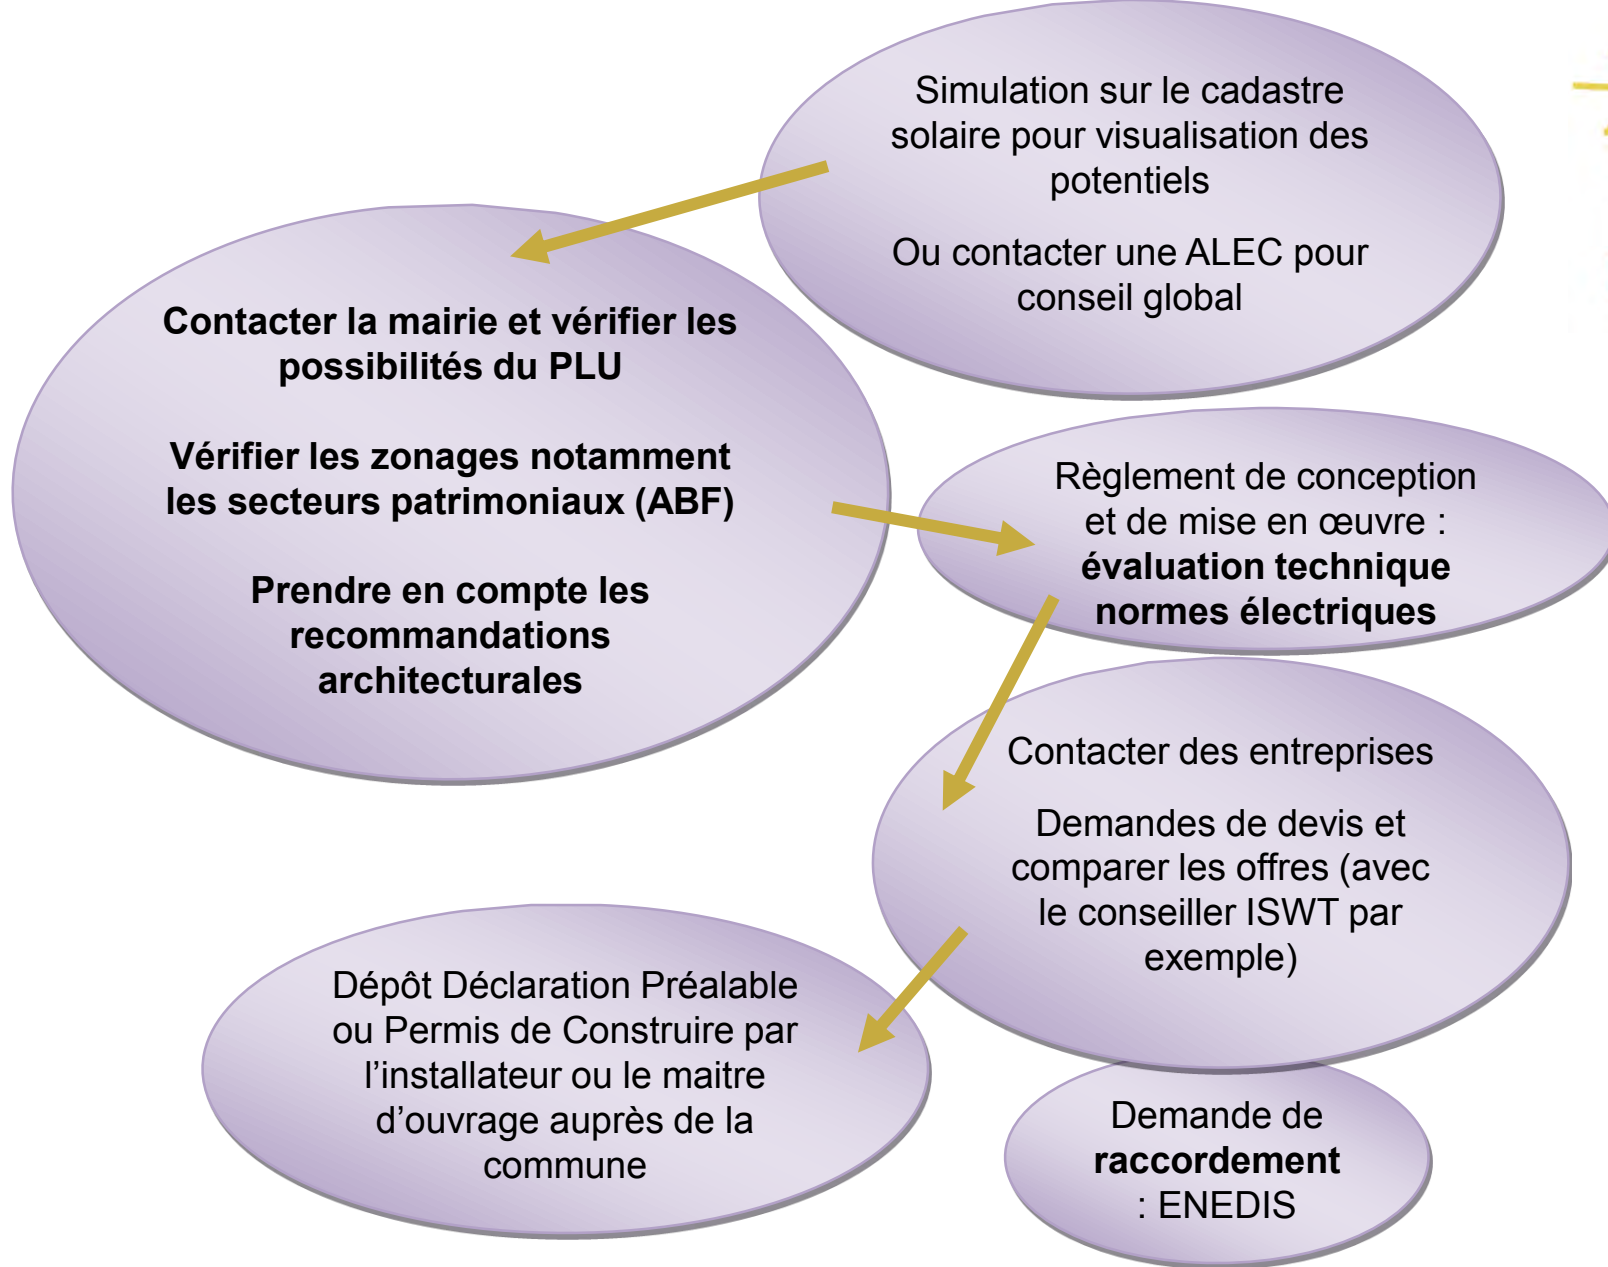 Simulation sur le cadastre
solaire pour visualisation des
potentiels
Ou contacter une ALEC pour
conseil global
Contacter la mairie et vérifier les
possibilités du PLU
Vérifier les zonages notamment
les secteurs patrimoniaux (ABF)
Prendre en compte les
recommandations
architecturales
Règlement de conception
et de mise en œuvre :
évaluation technique
normes électriques
Contacter des entreprises
Demandes de devis et
comparer les offres (avec
le conseiller ISWT par
exemple)
Dépôt Déclaration Préalable
ou Permis de Construire par
l’installateur ou le maitre
d’ouvrage auprès de la
commune
Demande de
raccordement
: ENEDIS